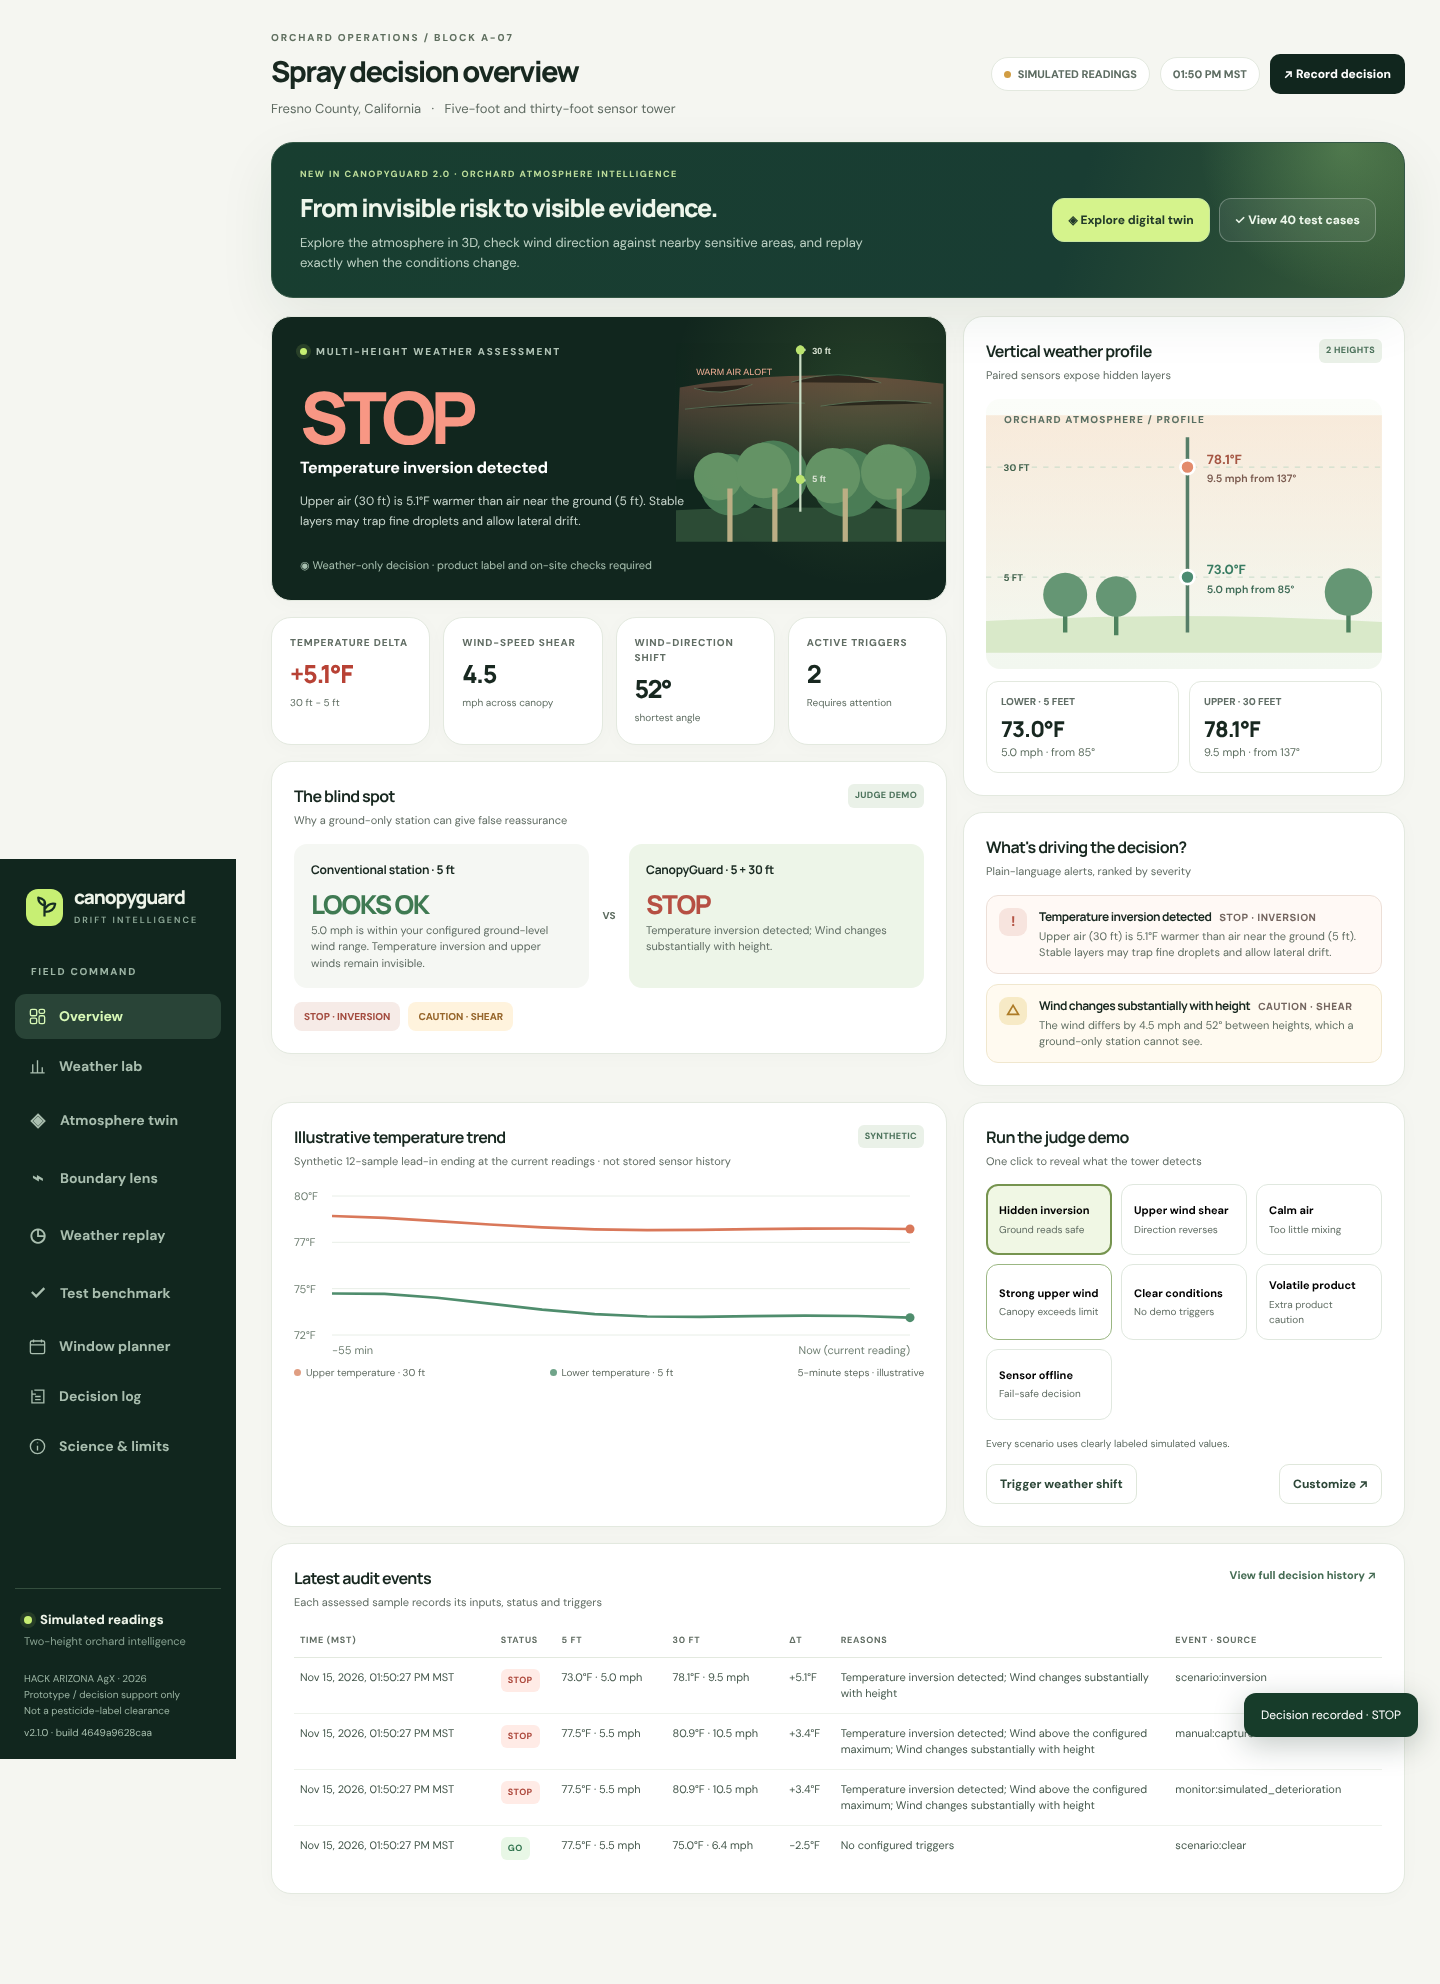 ORCHARD OPERATIONS / BLOCK A-07
Spray decision overview
Fresno County, California · Five-foot and thirty-foot sensor tower
SIMULATED READINGS
01:50 PM MST
↗ Record decision
NEW IN CANOPYGUARD 2.0 · ORCHARD ATMOSPHERE INTELLIGENCE
From invisible risk to visible evidence.
Explore the atmosphere in 3D, check wind direction against nearby sensitive areas, and replay
exactly when the conditions change.
◈ Explore digital twin
✓ View 40 test cases
MULTI-HEIGHT WEATHER ASSESSMENT
STOP
Temperature inversion detected
Upper air (30 ft) is 5.1°F warmer than air near the ground (5 ft). Stable
layers may trap fine droplets and allow lateral drift.
◉ Weather-only decision · product label and on-site checks required
WARM AIR ALOFT
30 ft
5 ft
Vertical weather profile
2 HEIGHTS
Paired sensors expose hidden layers
ORCHARD ATMOSPHERE / PROFILE
30 FT
78.1°F
9.5 mph from 137°
5 FT
73.0°F
5.0 mph from 85°
LOWER · 5 FEET
73.0°F
5.0 mph · from 85°
UPPER · 30 FEET
78.1°F
9.5 mph · from 137°
TEMPERATURE DELTA
+5.1°F
30 ft − 5 ft
WIND-SPEED SHEAR
4.5
mph across canopy
WIND-DIRECTION
SHIFT
52°
shortest angle
ACTIVE TRIGGERS
2
Requires attention
The blind spot
JUDGE DEMO
Why a ground-only station can give false reassurance
Conventional station · 5 ft
LOOKS OK
5.0 mph is within your configured ground-level
wind range. Temperature inversion and upper
winds remain invisible.
VS
CanopyGuard · 5 + 30 ft
STOP
Temperature inversion detected; Wind changes
substantially with height.
STOP · INVERSION
CAUTION · SHEAR
What's driving the decision?
Plain-language alerts, ranked by severity
!
Temperature inversion detected STOP · INVERSION
Upper air (30 ft) is 5.1°F warmer than air near the ground (5 ft).
Stable layers may trap fine droplets and allow lateral drift.
Wind changes substantially with height CAUTION · SHEAR
The wind differs by 4.5 mph and 52° between heights, which a
ground-only station cannot see.
canopyguard
DRIFT INTELLIGENCE
FIELD COMMAND
Overview
Weather lab
Atmosphere twin
Boundary lens
Weather replay
Test benchmark
Window planner
Decision log
Science & limits
Simulated readings
Two-height orchard intelligence
HACK ARIZONA AgX · 2026
Prototype / decision support only
Not a pesticide-label clearance
v2.1.0 · build 4649a9628caa
Illustrative temperature trend
SYNTHETIC
Synthetic 12-sample lead-in ending at the current readings · not stored sensor history
80°F
77°F
75°F
72°F
−55 min
Now (current reading)
Upper temperature · 30 ft
Lower temperature · 5 ft
5-minute steps · illustrative
Run the judge demo
One click to reveal what the tower detects
Hidden inversion
Ground reads safe
Upper wind shear
Direction reverses
Calm air
Too little mixing
Strong upper wind
Canopy exceeds limit
Clear conditions
No demo triggers
Volatile product
Extra product
caution
Sensor offline
Fail-safe decision
Every scenario uses clearly labeled simulated values.
Trigger weather shift
Customize ↗
Latest audit events
View full decision history ↗
Each assessed sample records its inputs, status and triggers
TIME (MST) STATUS 5 FT 30 FT ΔT REASONS EVENT · SOURCE
Nov 15, 2026, 01:50:27 PM MST STOP 73.0°F · 5.0 mph 78.1°F · 9.5 mph +5.1°F Temperature inversion detected; Wind changes substantially scenario:inversion
with height
Nov 15, 2026, 01:50:27 PM MST STOP 77.5°F · 5.5 mph 80.9°F · 10.5 mph +3.4°F Temperature inversion detected; Wind above the configured
maximum; Wind changes substantially with height
Decision recorded · STOP
Nov 15, 2026, 01:50:27 PM MST STOP 77.5°F · 5.5 mph 80.9°F · 10.5 mph +3.4°F Temperature inversion detected; Wind above the configured monitor:simulated_deterioration
maximum; Wind changes substantially with height
Nov 15, 2026, 01:50:27 PM MST GO 77.5°F · 5.5 mph 75.0°F · 6.4 mph −2.5°F No configured triggers scenario:clear